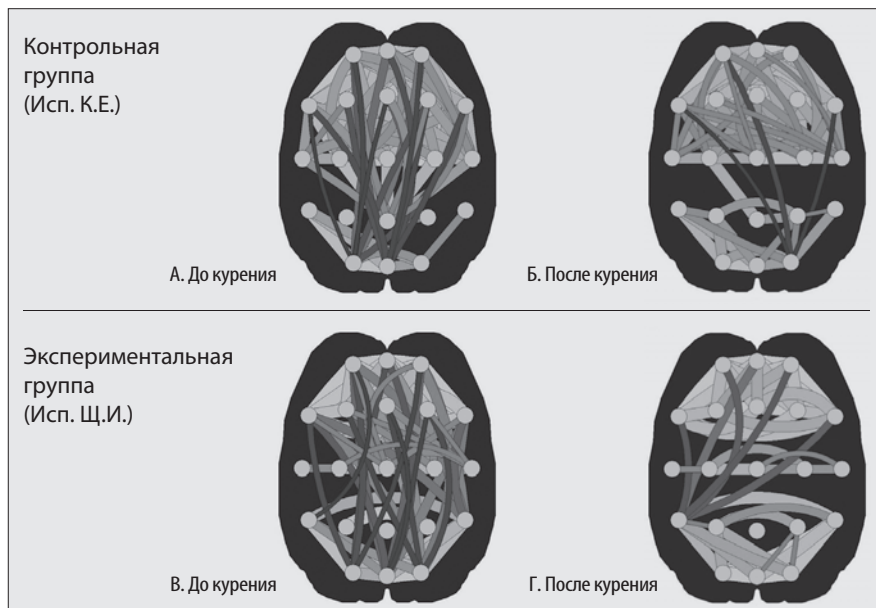 Контрольная
группа
(Исп. К.Е.)
А. До курения
Б. После курения
Экспериментальная
группа
(Исп. Щ.И.)
В. До курения
Г. После курения